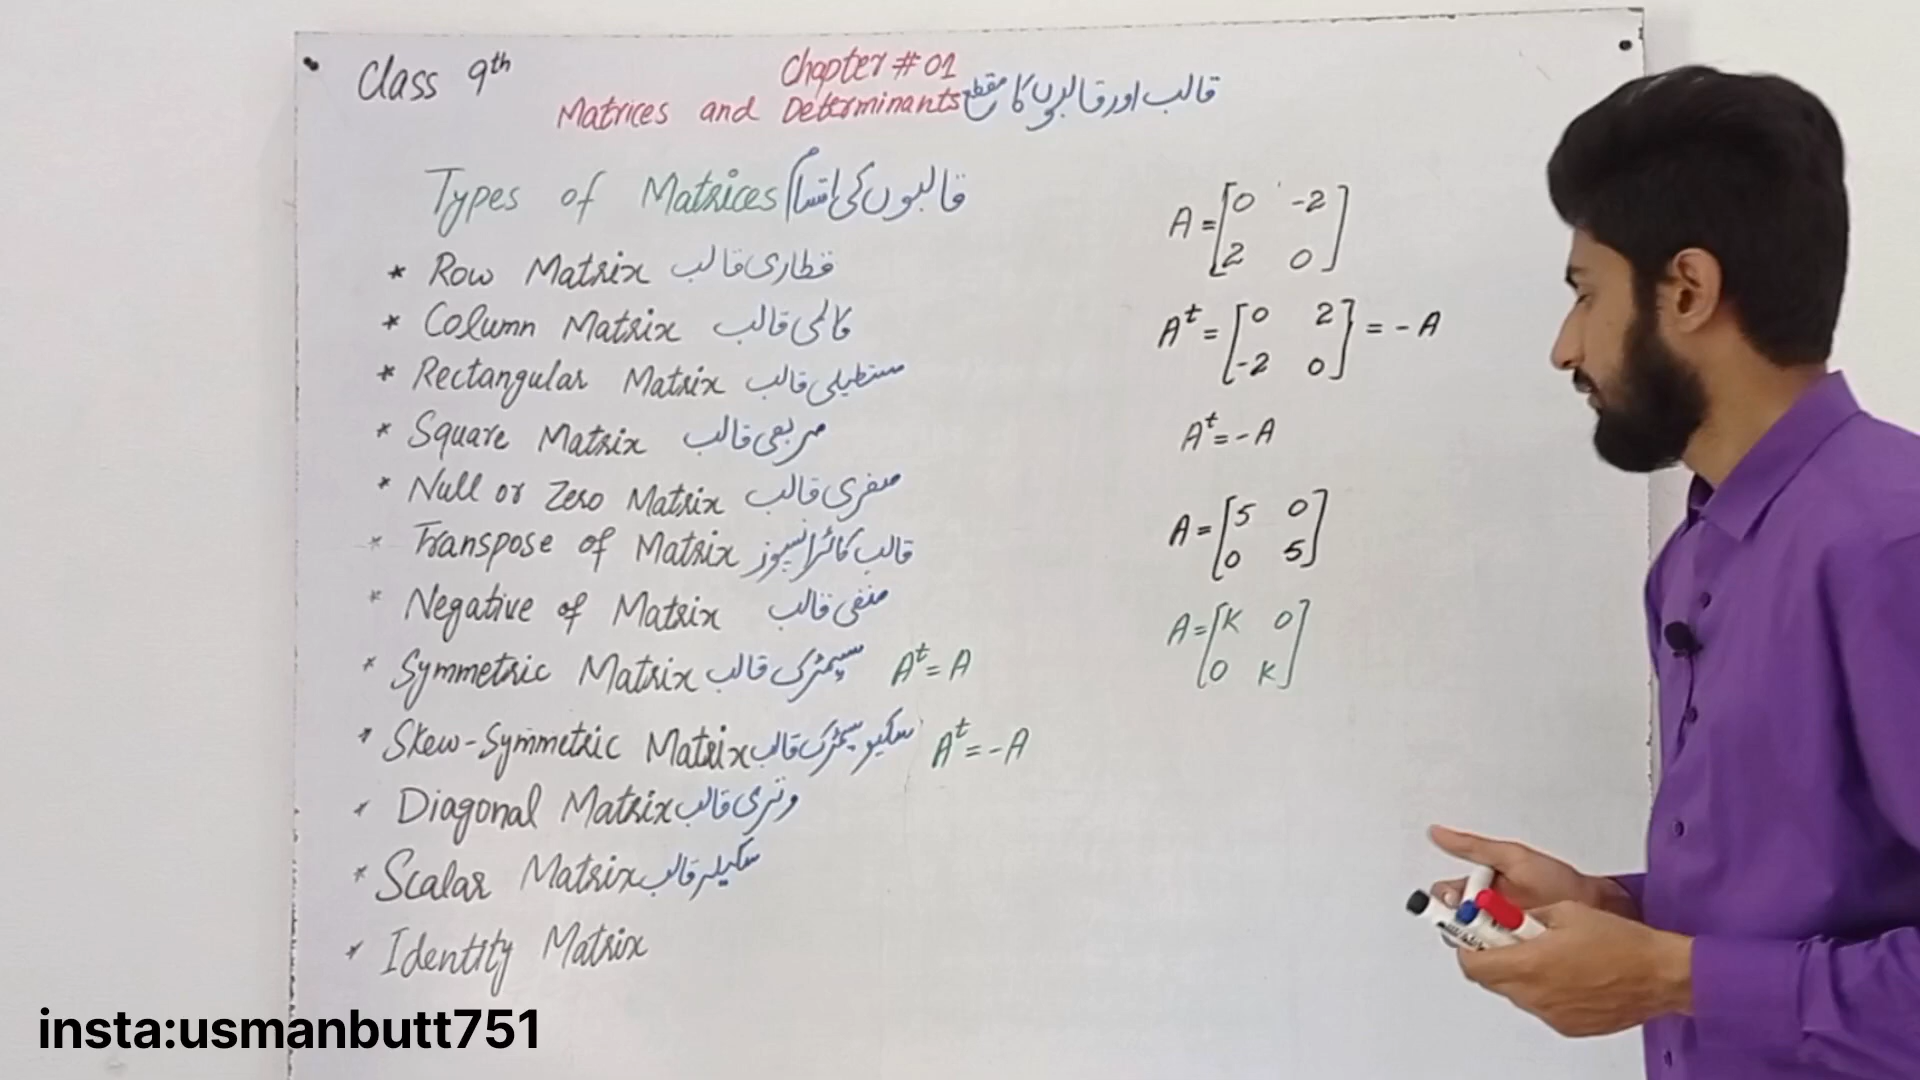 Class 9th
Chapter # 01
Matrices and Determinants قالب اور قالبوں کا مقطع
Types of Matrices قالبوں کی اقسام
* Row Matrix قطاری قالب
* Column Matrix کالمی قالب
* Rectangular Matrix مستطیلی قالب
* Square Matrix مربعی قالب
* Null or Zero Matrix صفری قالب
* Transpose of Matrix قالب کا ٹرانسپوز
* Negative of Matrix منفی قالب
* Symmetric Matrix سیمٹرک قالب Aᵗ = A
* Skew-Symmetric Matrix سکیو سیمٹرک قالب Aᵗ = -A
* Diagonal Matrix وتری قالب
* Scalar Matrix سکیلر قالب
* Identity Matrix
A = [0 -2
2 0]
Aᵗ = [0 2
-2 0] = -A
Aᵗ = -A
A = [5 0
0 5]
A = [K 0
0 K]
insta:usmanbutt751